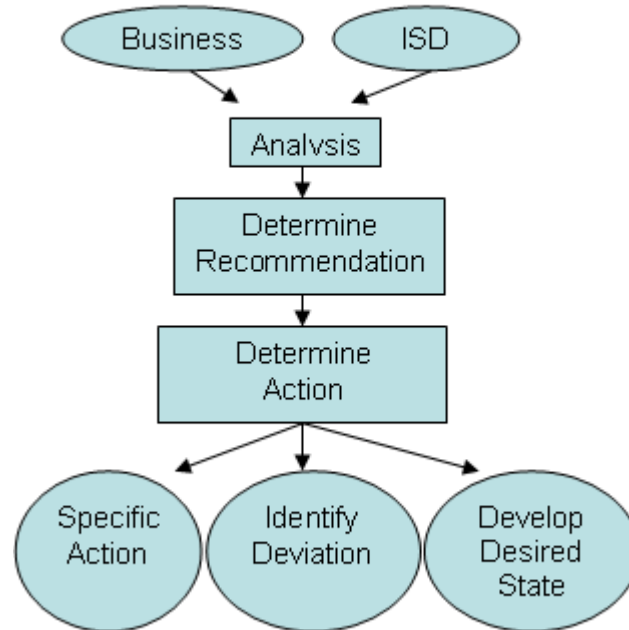 Business
ISD
Analysis
Determine
Recommendation
Determine
Action
Specific
Action
Identify
Deviation
Develop
Desired
State